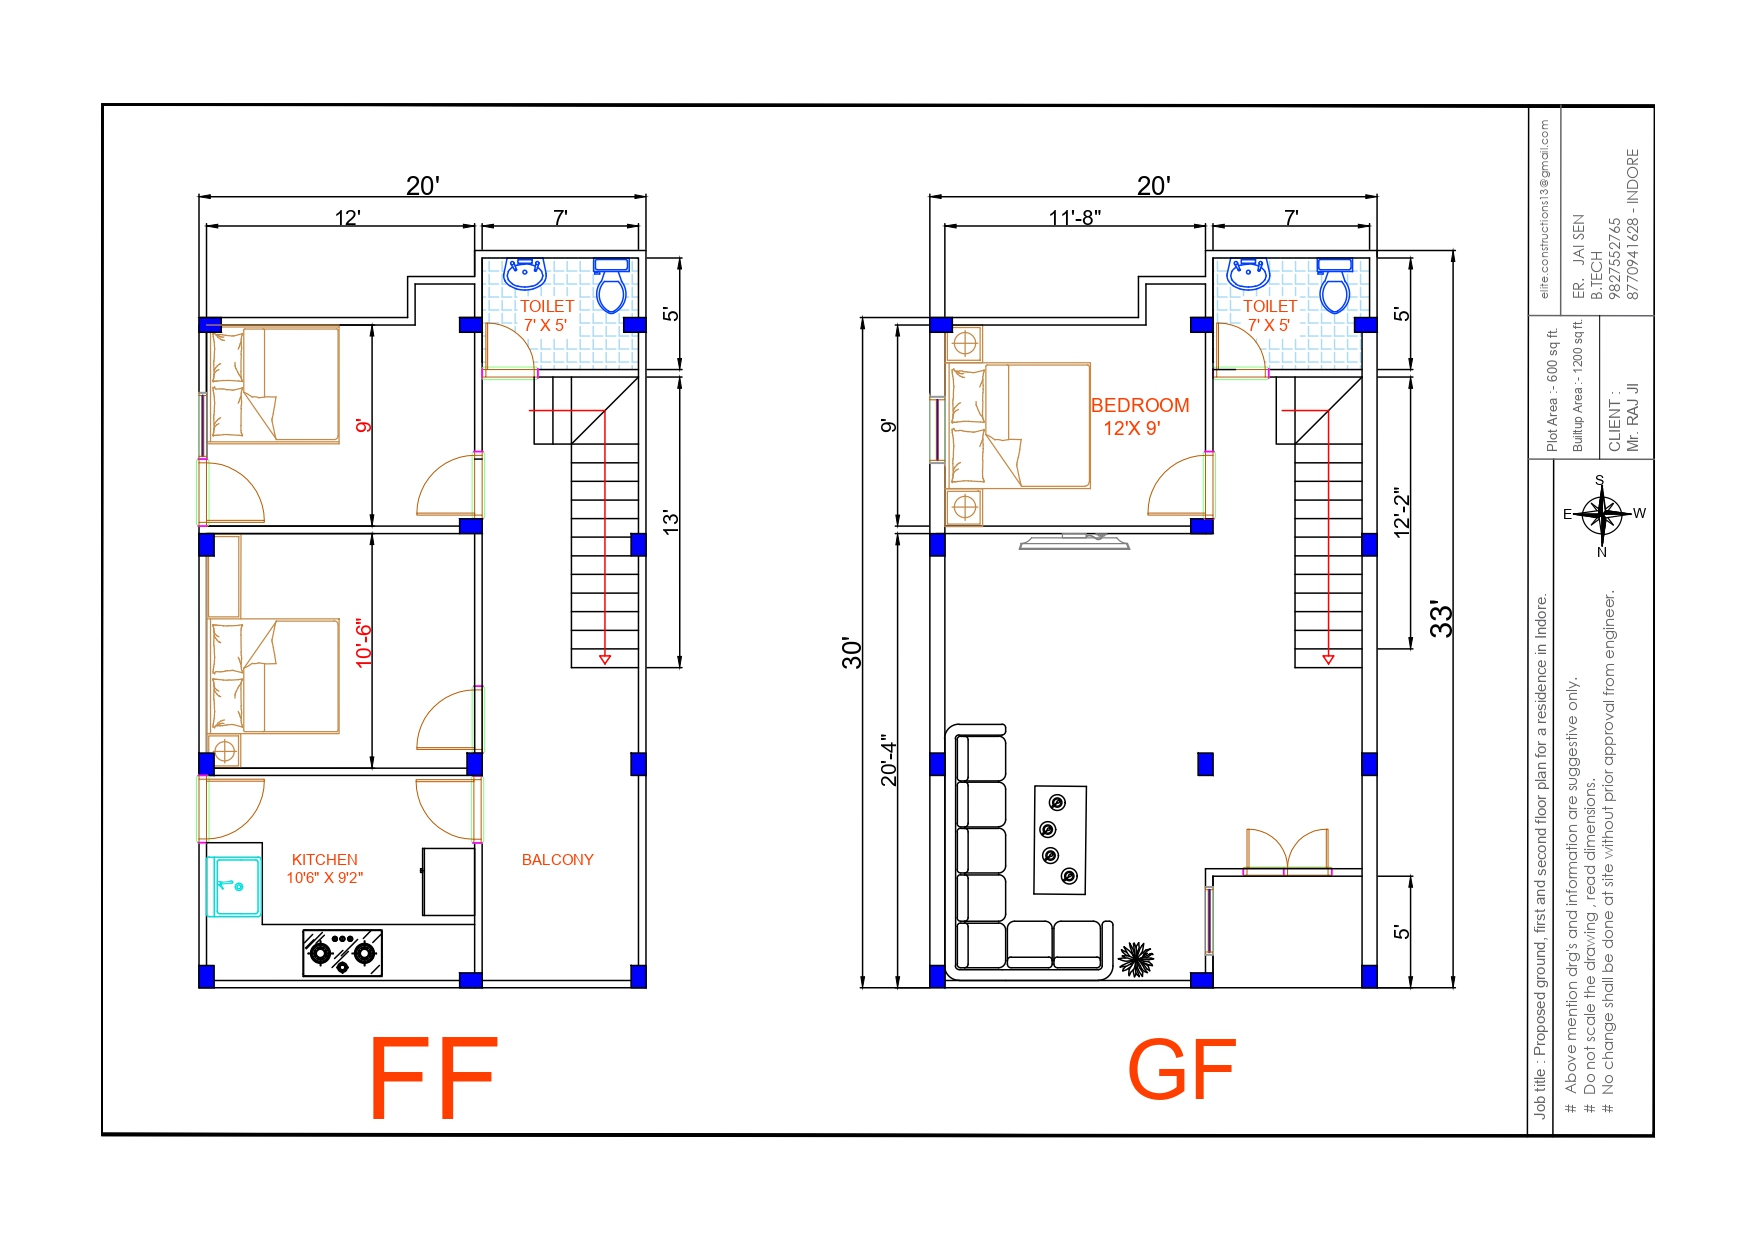 20'
12'
7'
TOILET
7' X 5'
5'
9'
13'
10'-6"
KITCHEN
10'6" X 9'2"
BALCONY
FF
20'
11'-8"
7'
TOILET
7' X 5'
5'
BEDROOM
12'X 9'
9'
12'-2"
30'
33'
20'-4"
5'
GF
elite.constructions13@gmail.com
ER. JAI SEN
B.TECH
9827552765
8770941628 - INDORE
Plot Area :- 600 sq ft.
Builtup Area :- 1200 sq ft.
CLIENT :
Mr. RAJ JI
S
E
W
N
Job title : Proposed ground, first and second floor plan for a residence in Indore.
# Above mention drg's and information are suggestive only.
# Do not scale the drawing , read dimensions.
# No change shall be done at site without prior approval from engineer.